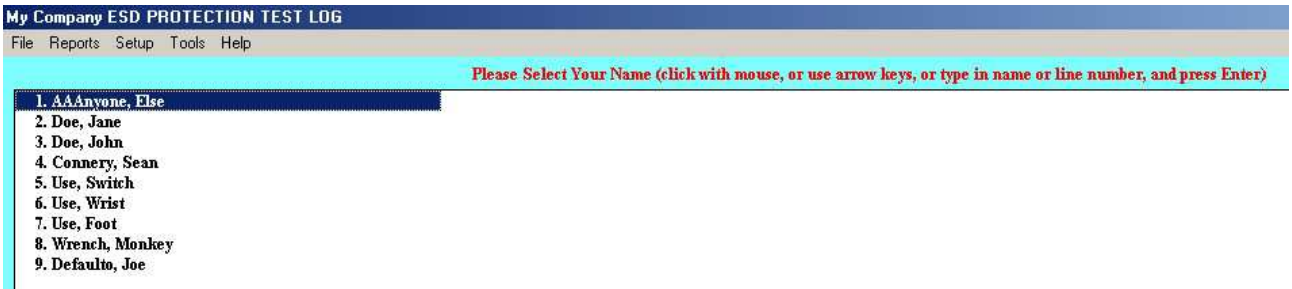 My Company ESD PROTECTION TEST LOG
File Reports Setup Tools Help
Please Select Your Name (click with mouse, or use arrow keys, or type in name or line number, and press Enter)
1. AAAnyone, Else
2. Doe, Jane
3. Doe, John
4. Connery, Sean
5. Use, Switch
6. Use, Wrist
7. Use, Foot
8. Wrench, Monkey
9. Defaulto, Joe